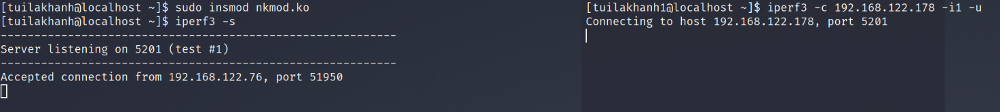 [tuilakhanh@localhost ~]$ sudo insmod nkmod.ko
[tuilakhanh@localhost ~]$ iperf3 -s
-----------------------------------------------------------
Server listening on 5201 (test #1)
-----------------------------------------------------------
Accepted connection from 192.168.122.76, port 51950
[tuilakhanh1@localhost ~]$ iperf3 -c 192.168.122.178 -i1 -u
Connecting to host 192.168.122.178, port 5201